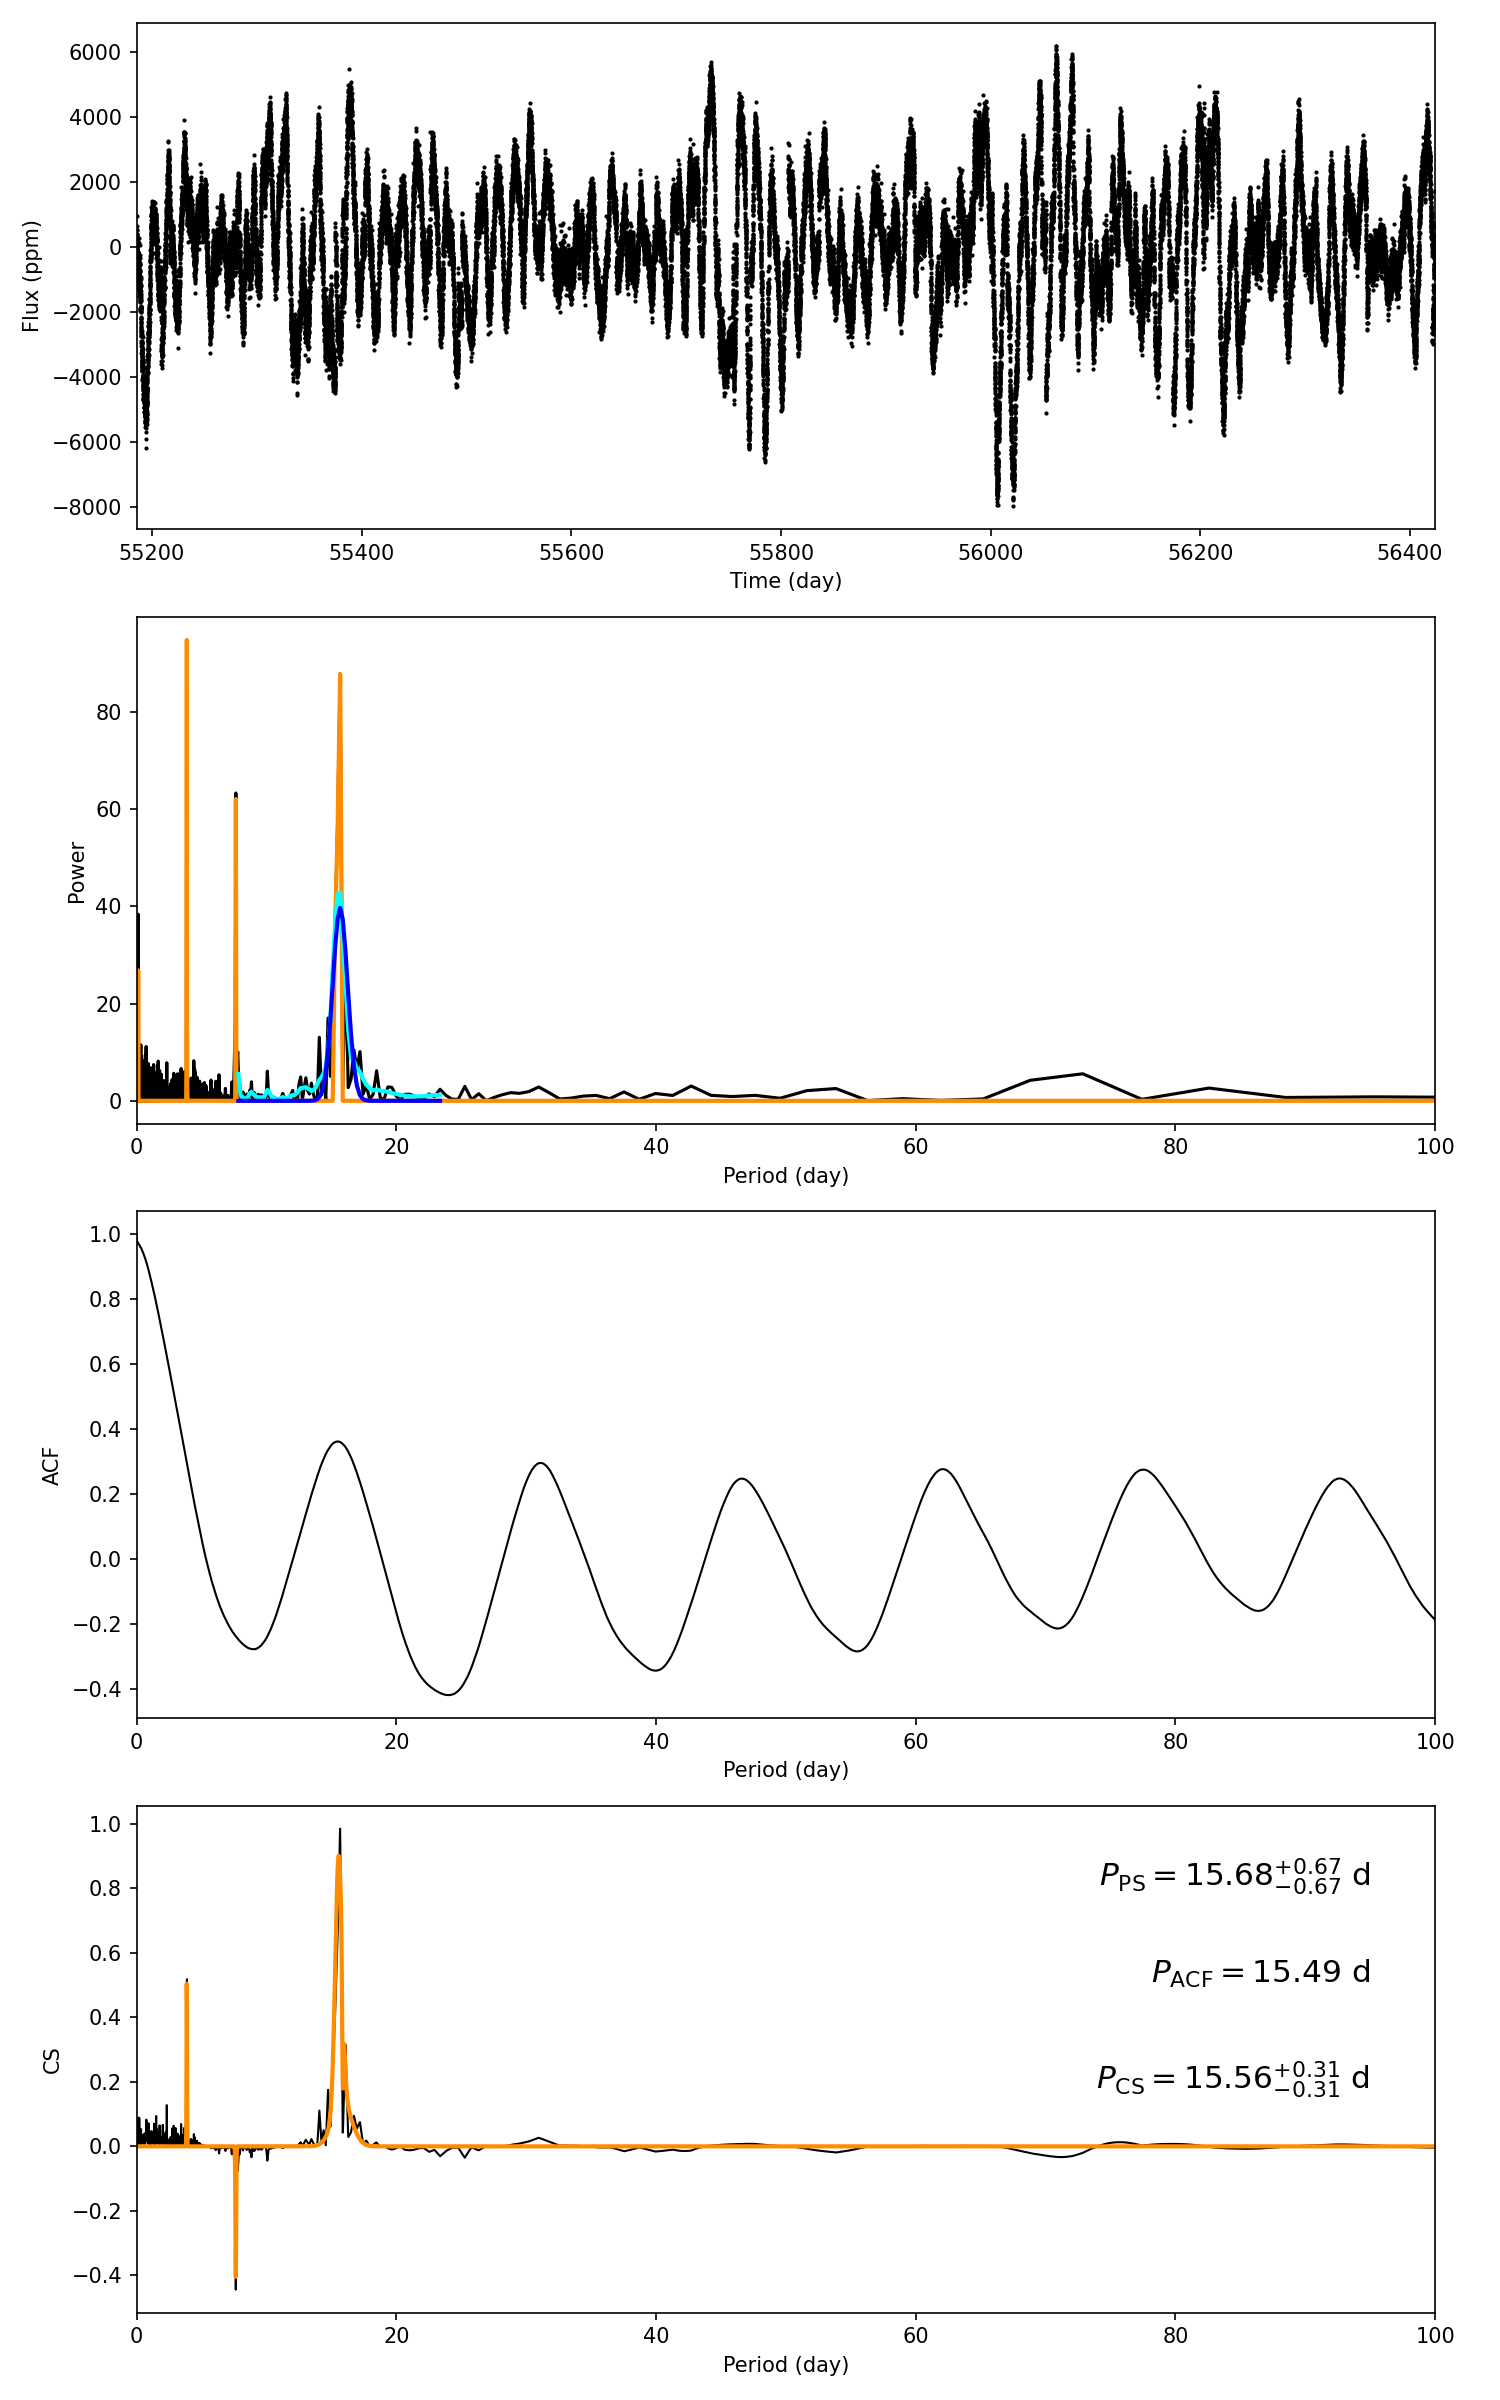 6000
4000
2000
0
−2000
−4000
−6000
−8000
Flux (ppm)
55200 55400 55600 55800 56000 56200 56400
Time (day)
80
60
40
20
0
Power
0 20 40 60 80 100
Period (day)
1.0
0.8
0.6
0.4
0.2
0.0
−0.2
−0.4
ACF
0 20 40 60 80 100
Period (day)
1.0
0.8
0.6
0.4
0.2
0.0
−0.2
−0.4
CS
P_PS = 15.68^{+0.67}_{−0.67} d
P_ACF = 15.49 d
P_CS = 15.56^{+0.31}_{−0.31} d
0 20 40 60 80 100
Period (day)